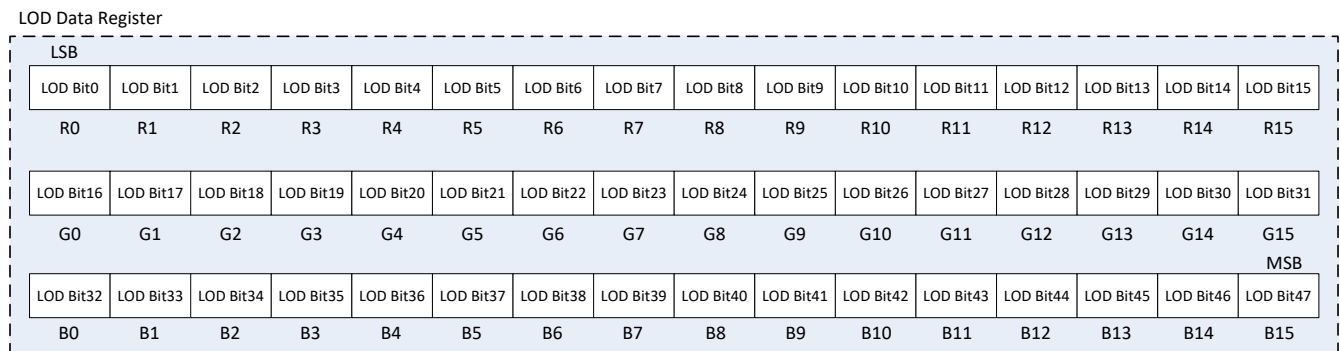 LOD Data Register
LSB
LOD Bit0 LOD Bit1 LOD Bit2 LOD Bit3 LOD Bit4 LOD Bit5 LOD Bit6 LOD Bit7 LOD Bit8 LOD Bit9 LOD Bit10 LOD Bit11 LOD Bit12 LOD Bit13 LOD Bit14 LOD Bit15
R0 R1 R2 R3 R4 R5 R6 R7 R8 R9 R10 R11 R12 R13 R14 R15
LOD Bit16 LOD Bit17 LOD Bit18 LOD Bit19 LOD Bit20 LOD Bit21 LOD Bit22 LOD Bit23 LOD Bit24 LOD Bit25 LOD Bit26 LOD Bit27 LOD Bit28 LOD Bit29 LOD Bit30 LOD Bit31
G0 G1 G2 G3 G4 G5 G6 G7 G8 G9 G10 G11 G12 G13 G14 G15
MSB
LOD Bit32 LOD Bit33 LOD Bit34 LOD Bit35 LOD Bit36 LOD Bit37 LOD Bit38 LOD Bit39 LOD Bit40 LOD Bit41 LOD Bit42 LOD Bit43 LOD Bit44 LOD Bit45 LOD Bit46 LOD Bit47
B0 B1 B2 B3 B4 B5 B6 B7 B8 B9 B10 B11 B12 B13 B14 B15